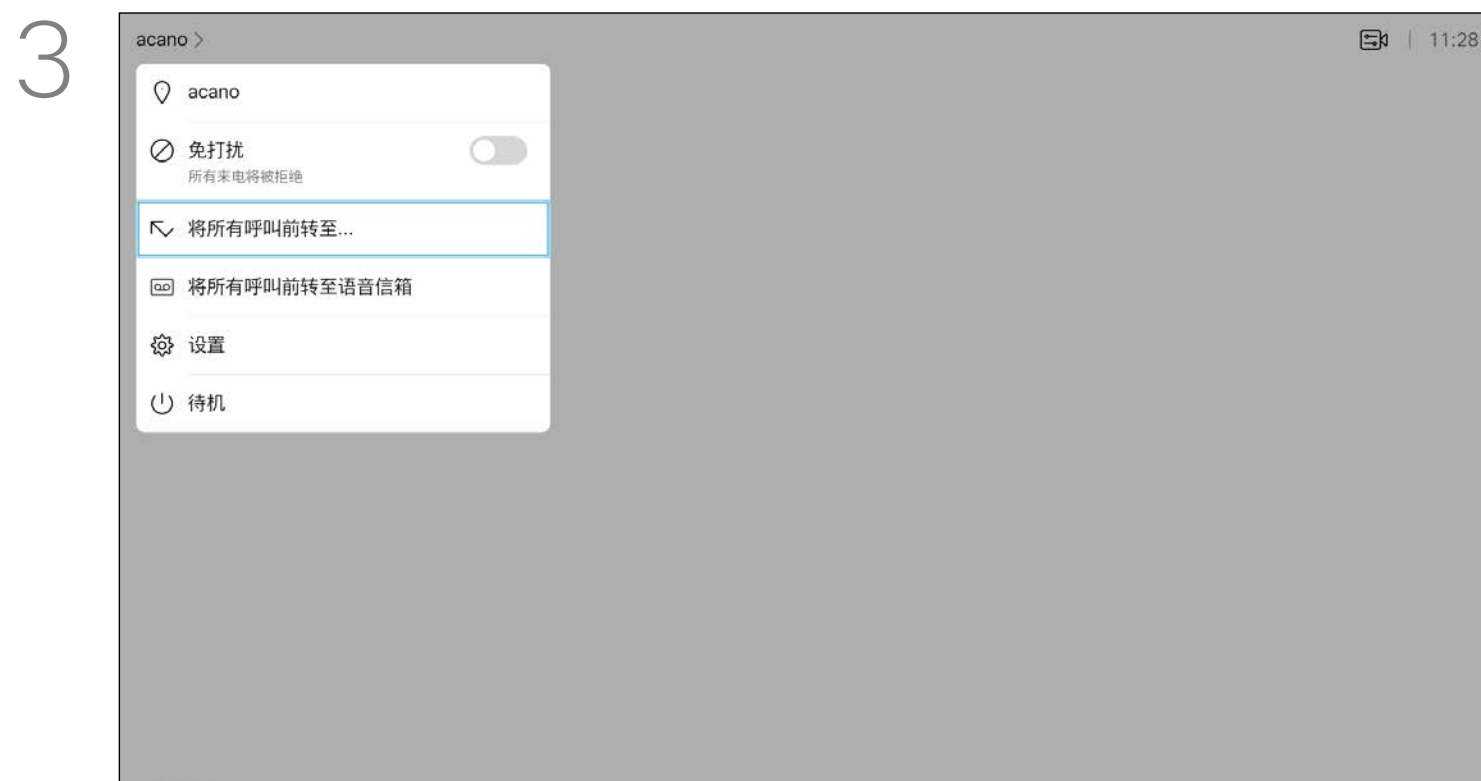 3
acano >
11:28
acano
免打扰
所有来电将被拒绝
将所有呼叫前转至...
将所有呼叫前转至语音信箱
设置
待机